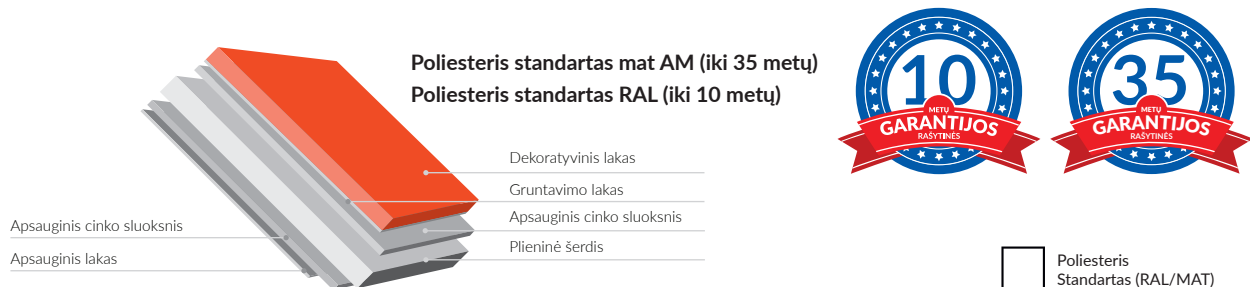 Poliesteris standartas mat AM (iki 35 metų)
Poliesteris standartas RAL (iki 10 metų)
Dekoratyvinis lakas
Gruntavimo lakas
Apsauginis cinko sluoksnis
Plieninė šerdis
Apsauginis cinko sluoksnis
Apsauginis lakas
10
METŲ
GARANTIJOS
RAŠYTINĖS
35
METŲ
GARANTIJOS
RAŠYTINĖS
Poliesteris
Standartas (RAL/MAT)